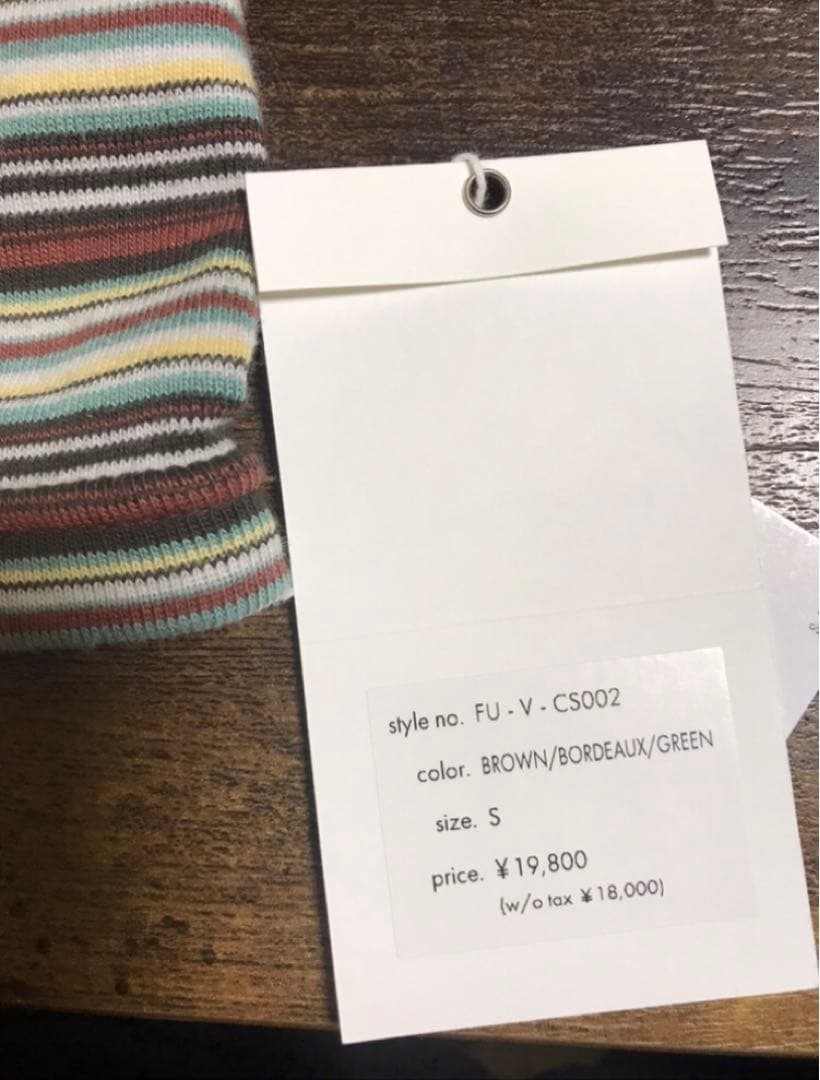 style no. FU - V - CS002
color. BROWN/BORDEAUX/GREEN
size. S
price. ¥19,800
(w/o tax ¥18,000)